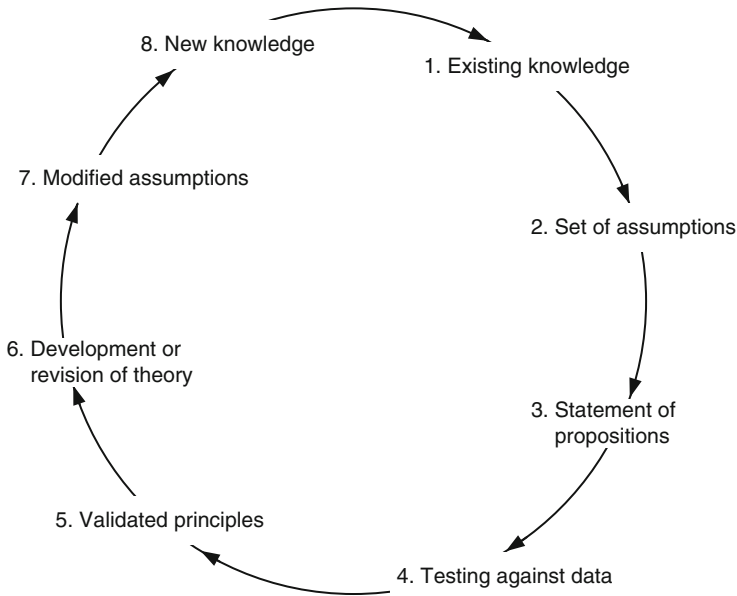 1. Existing knowledge
2. Set of assumptions
3. Statement of
propositions
4. Testing against data
5. Validated principles
6. Development or
revision of theory
7. Modified assumptions
8. New knowledge